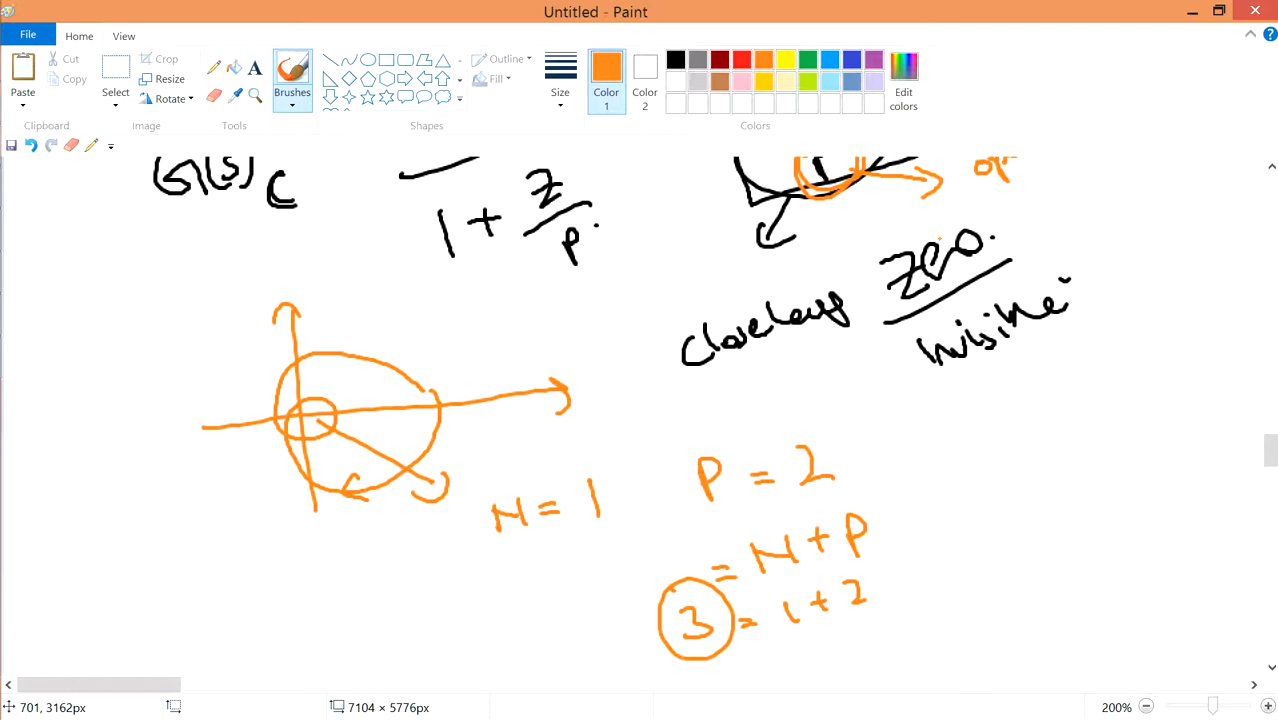 Untitled - Paint
File
Home
View
Paste
Cut
Copy
Clipboard
Select
Crop
Resize
Rotate
Image
A
Tools
Brushes
Outline
Fill
Shapes
Size
Color 1
Color 2
Edit colors
Colors
G(s) C
1 + Z/P
Zero
N = 1
P = 2
= N + P
3 = 1 + 2
701, 3162px
7104 × 5776px
200%